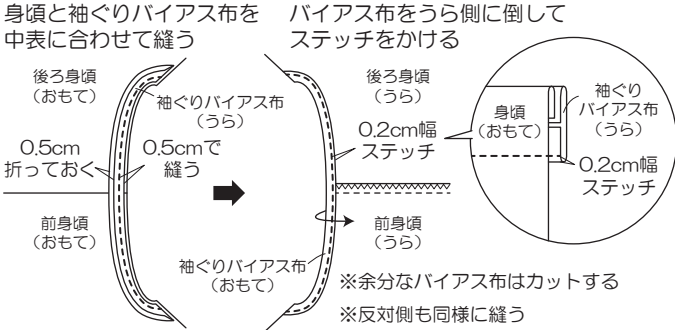 身頃と袖ぐりバイアス布を
中表に合わせて縫う
後ろ身頃
(おもて)
袖ぐりバイアス布
(うら)
0.5cm
折っておく
0.5cmで
縫う
前身頃
(おもて)
バイアス布をうら側に倒して
ステッチをかける
後ろ身頃
(うら)
0.2cm幅
ステッチ
前身頃
(うら)
袖ぐりバイアス布
(おもて)
身頃
(おもて)
袖ぐり
バイアス布
(うら)
0.2cm幅
ステッチ
※余分なバイアス布はカットする
※反対側も同様に縫う